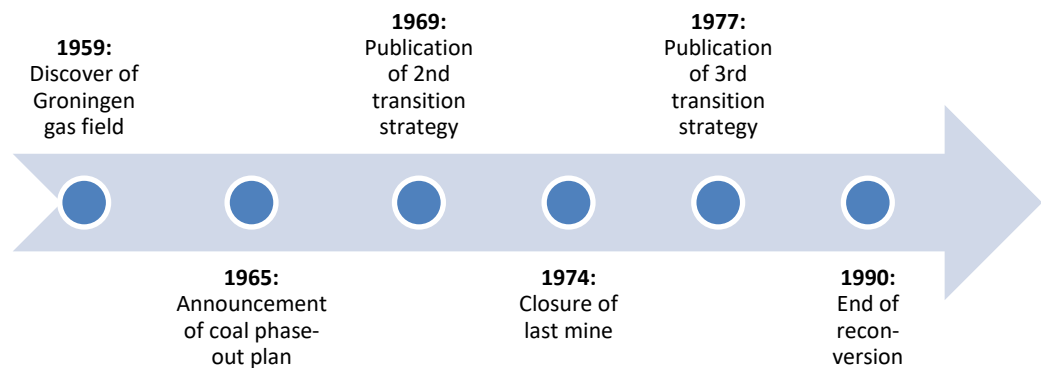 1959:
Discover of
Groningen
gas field
1965:
Announcement
of coal phase-
out plan
1969:
Publication
of 2nd
transition
strategy
1974:
Closure of
last mine
1977:
Publication
of 3rd
transition
strategy
1990:
End of
recon-
version